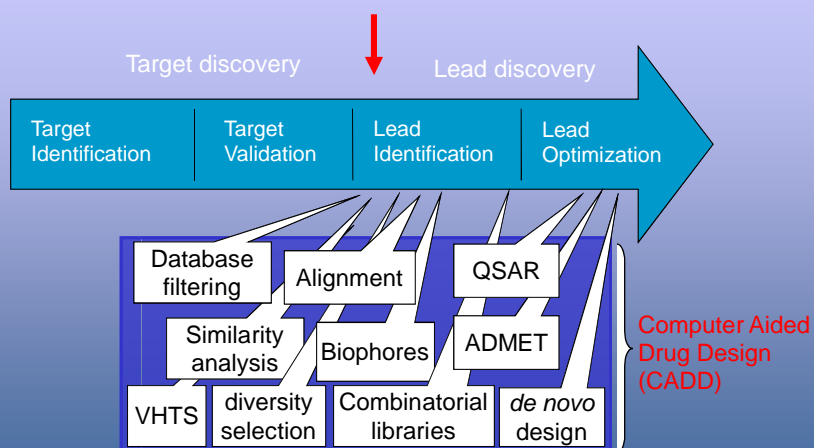 Target discovery
Lead discovery
Target
Identification
Target
Validation
Lead
Identification
Lead
Optimization
Database
filtering
Alignment
QSAR
Similarity
analysis
Biophores
ADMET
Computer Aided
Drug Design
(CADD)
VHTS
diversity
selection
Combinatorial
libraries
de novo
design